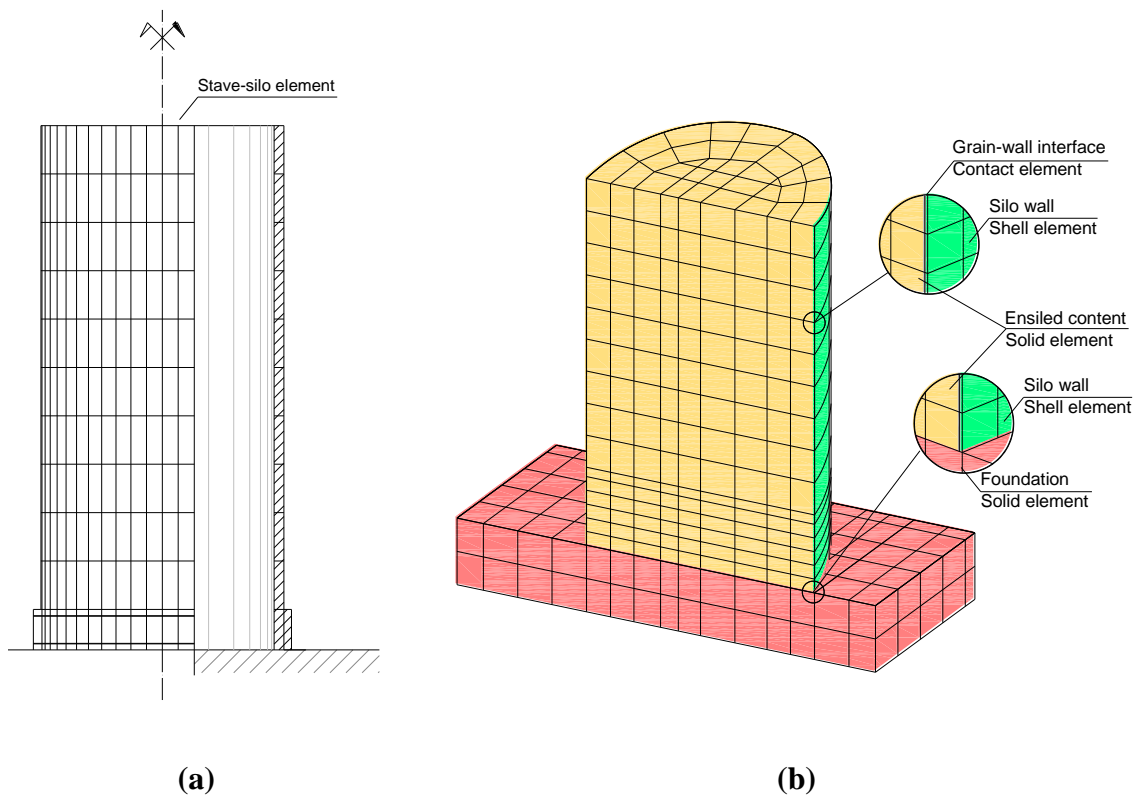 Stave-silo element
Grain-wall interface
Contact element
Silo wall
Shell element
Ensiled content
Solid element
Silo wall
Shell element
Foundation
Solid element
(a)
(b)